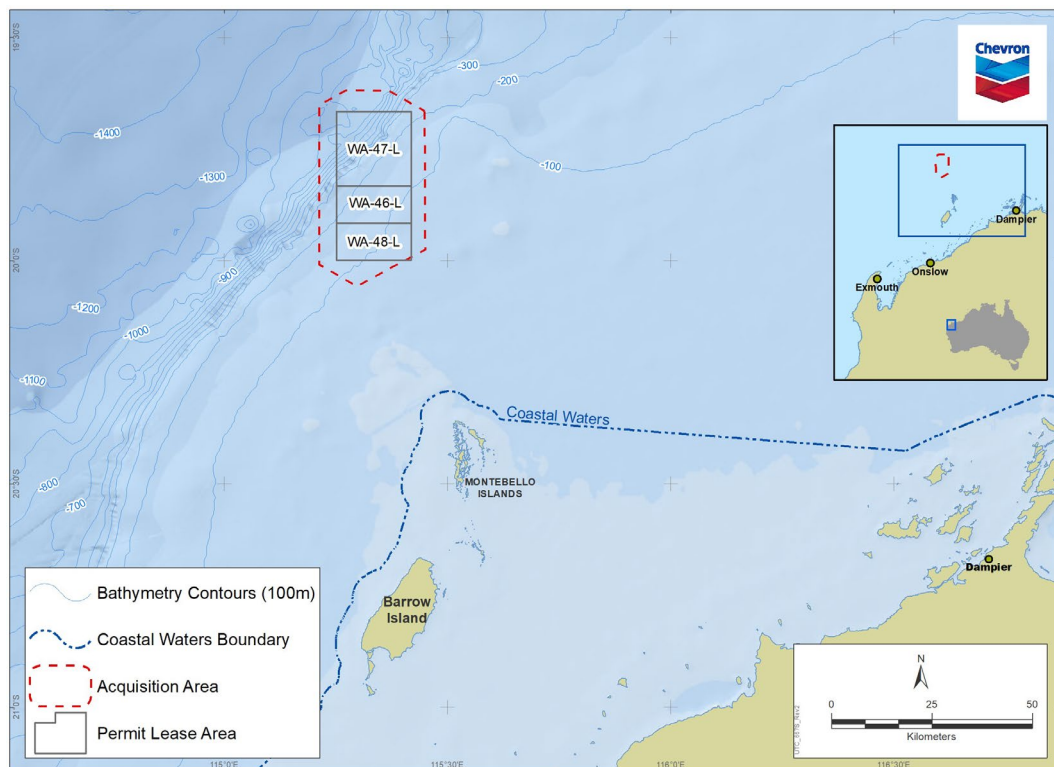 19°30'S
-300
-200
-1400
-1300
-100
WA-47-L
WA-46-L
WA-48-L
20°0'S
-900
-1200
-1000
-1100
Chevron
Dampier
Onslow
Exmouth
Coastal Waters
20°30'S
-800
-700
MONTEBELLO
ISLANDS
Barrow
Island
Dampier
Bathymetry Contours (100m)
Coastal Waters Boundary
Acquisition Area
Permit Lease Area
21°0'S
N
0 25 50
Kilometers
115°0'E
115°30'E
116°0'E
116°30'E